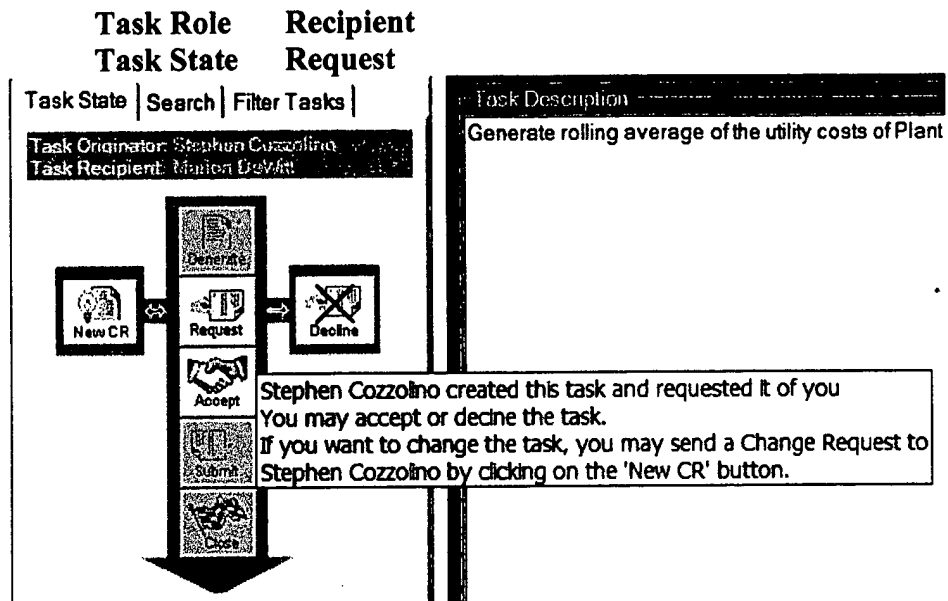 Task Role Recipient
Task State Request
Task State Search Filter Tasks
Task Originator: Stephen Cozzolino
Task Recipient: Marion DeWitt
Task Description
Generate rolling average of the utility costs of Plant
Generate
New CR Request Decline
Accept
Stephen Cozzolino created this task and requested it of you
You may accept or decine the task.
If you want to change the task, you may send a Change Request to
Stephen Cozzolino by clicking on the 'New CR' button.
Submit
Close